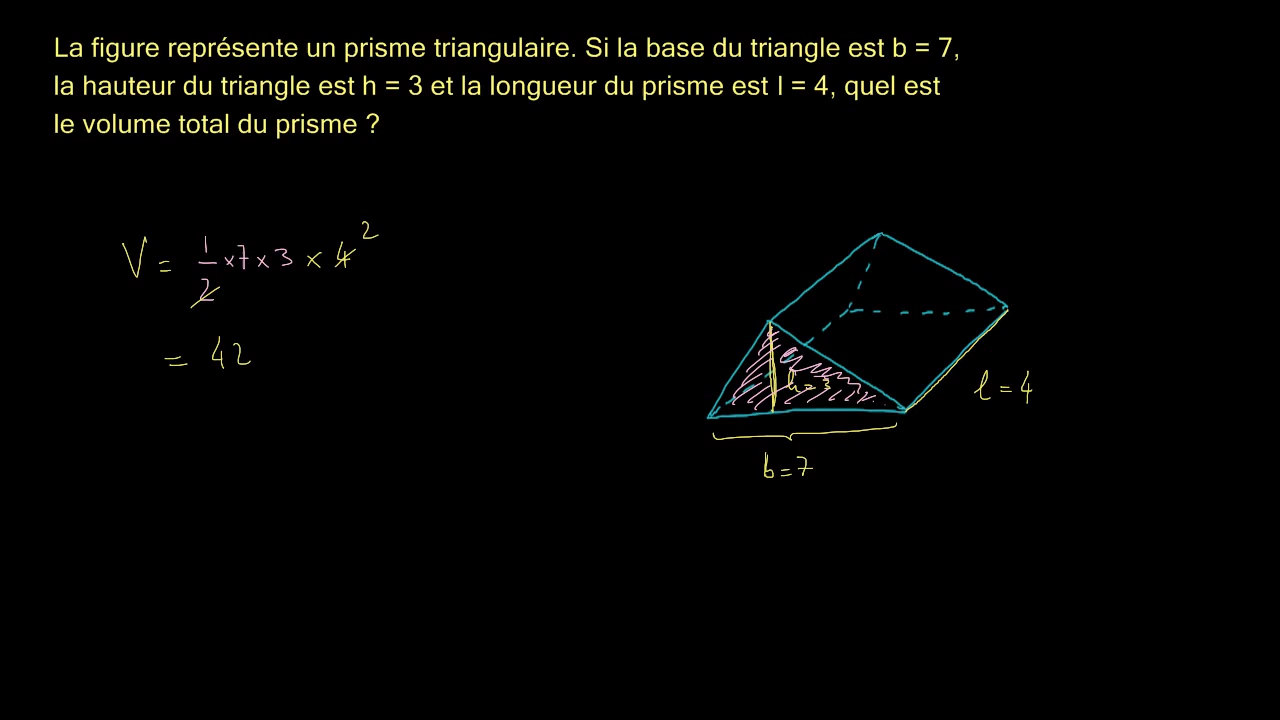 La figure représente un prisme triangulaire. Si la base du triangle est b = 7,
la hauteur du triangle est h = 3 et la longueur du prisme est l = 4, quel est
le volume total du prisme ?
V = 1/2 × 7 × 3 × 4 2
= 42
h=3
l = 4
b = 7